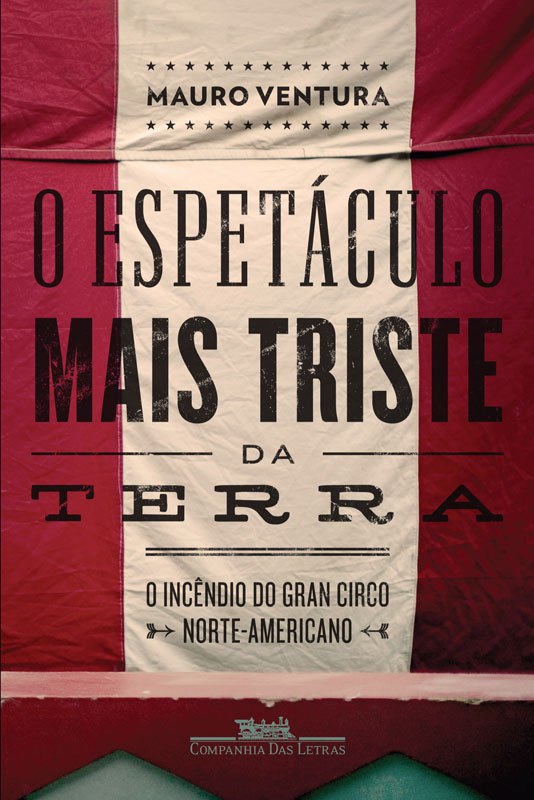 MAURO VENTURA
O ESPETÁCULO
MAIS TRISTE
DA
TERRA
O INCÊNDIO DO GRAN CIRCO
NORTE-AMERICANO
COMPANHIA DAS LETRAS